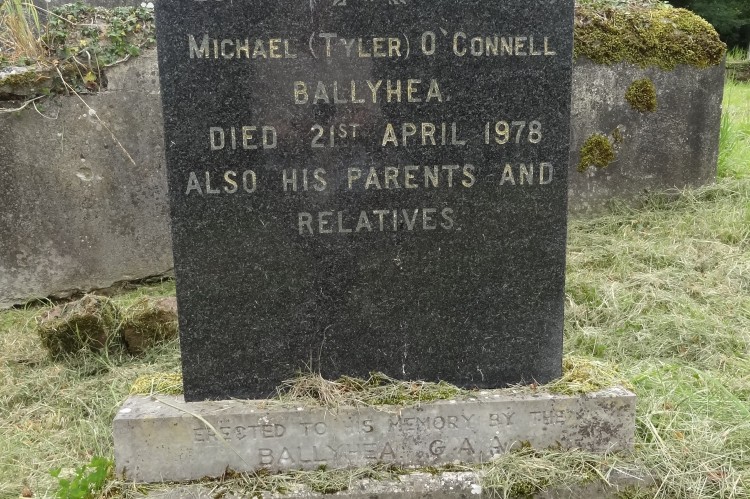 MICHAEL (TYLER) O'CONNELL
BALLYHEA.
DIED 21ST APRIL 1978
ALSO HIS PARENTS AND
RELATIVES.
ERECTED TO MEMORY BY THE
BALLYHEA G.A.A.